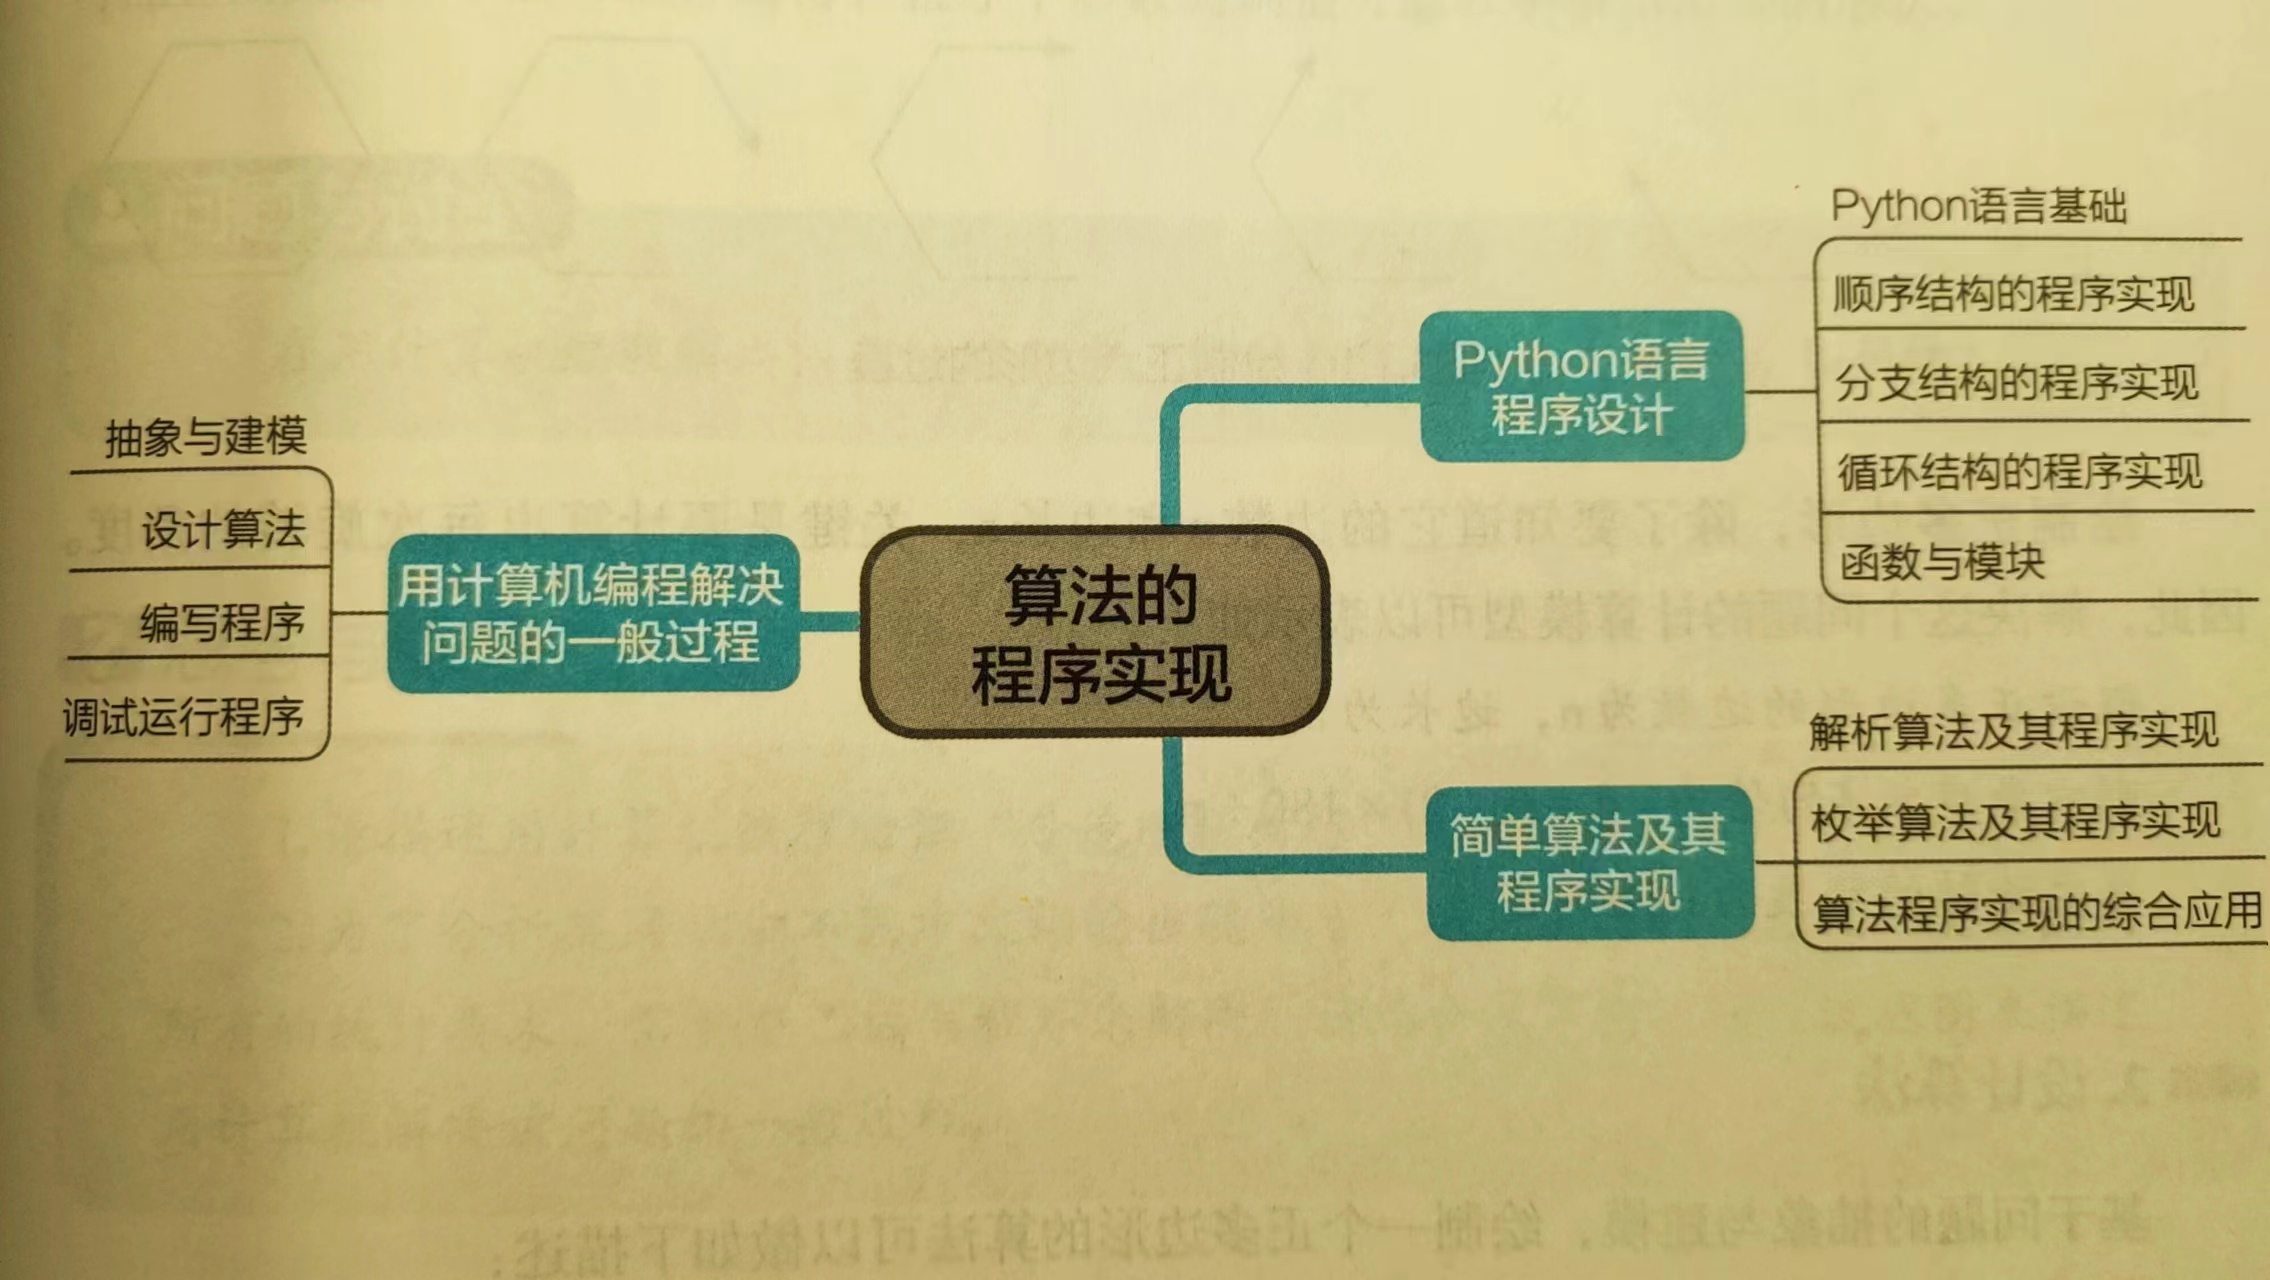 抽象与建模
设计算法
编写程序
调试运行程序
用计算机编程解决
问题的一般过程
算法的
程序实现
Python语言
程序设计
Python语言基础
顺序结构的程序实现
分支结构的程序实现
循环结构的程序实现
函数与模块
简单算法及其
程序实现
解析算法及其程序实现
枚举算法及其程序实现
算法程序实现的综合应用